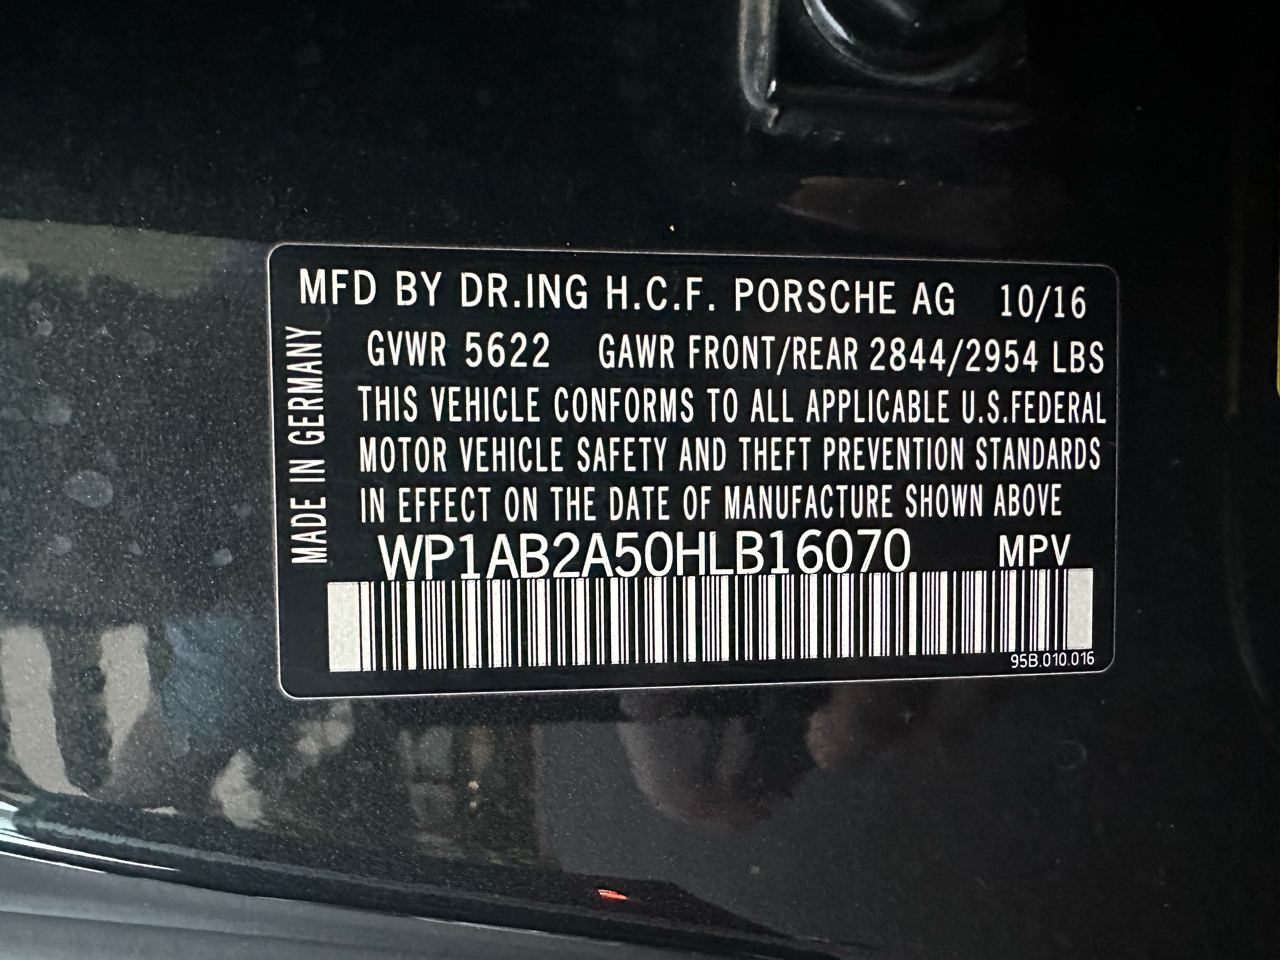 MFD BY DR.ING H.C.F. PORSCHE AG 10/16
GVWR 5622 GAWR FRONT/REAR 2844/2954 LBS
THIS VEHICLE CONFORMS TO ALL APPLICABLE U.S.FEDERAL
MOTOR VEHICLE SAFETY AND THEFT PREVENTION STANDARDS
IN EFFECT ON THE DATE OF MANUFACTURE SHOWN ABOVE
MADE IN GERMANY
WP1AB2A50HLB16070 MPV
95B.010.016